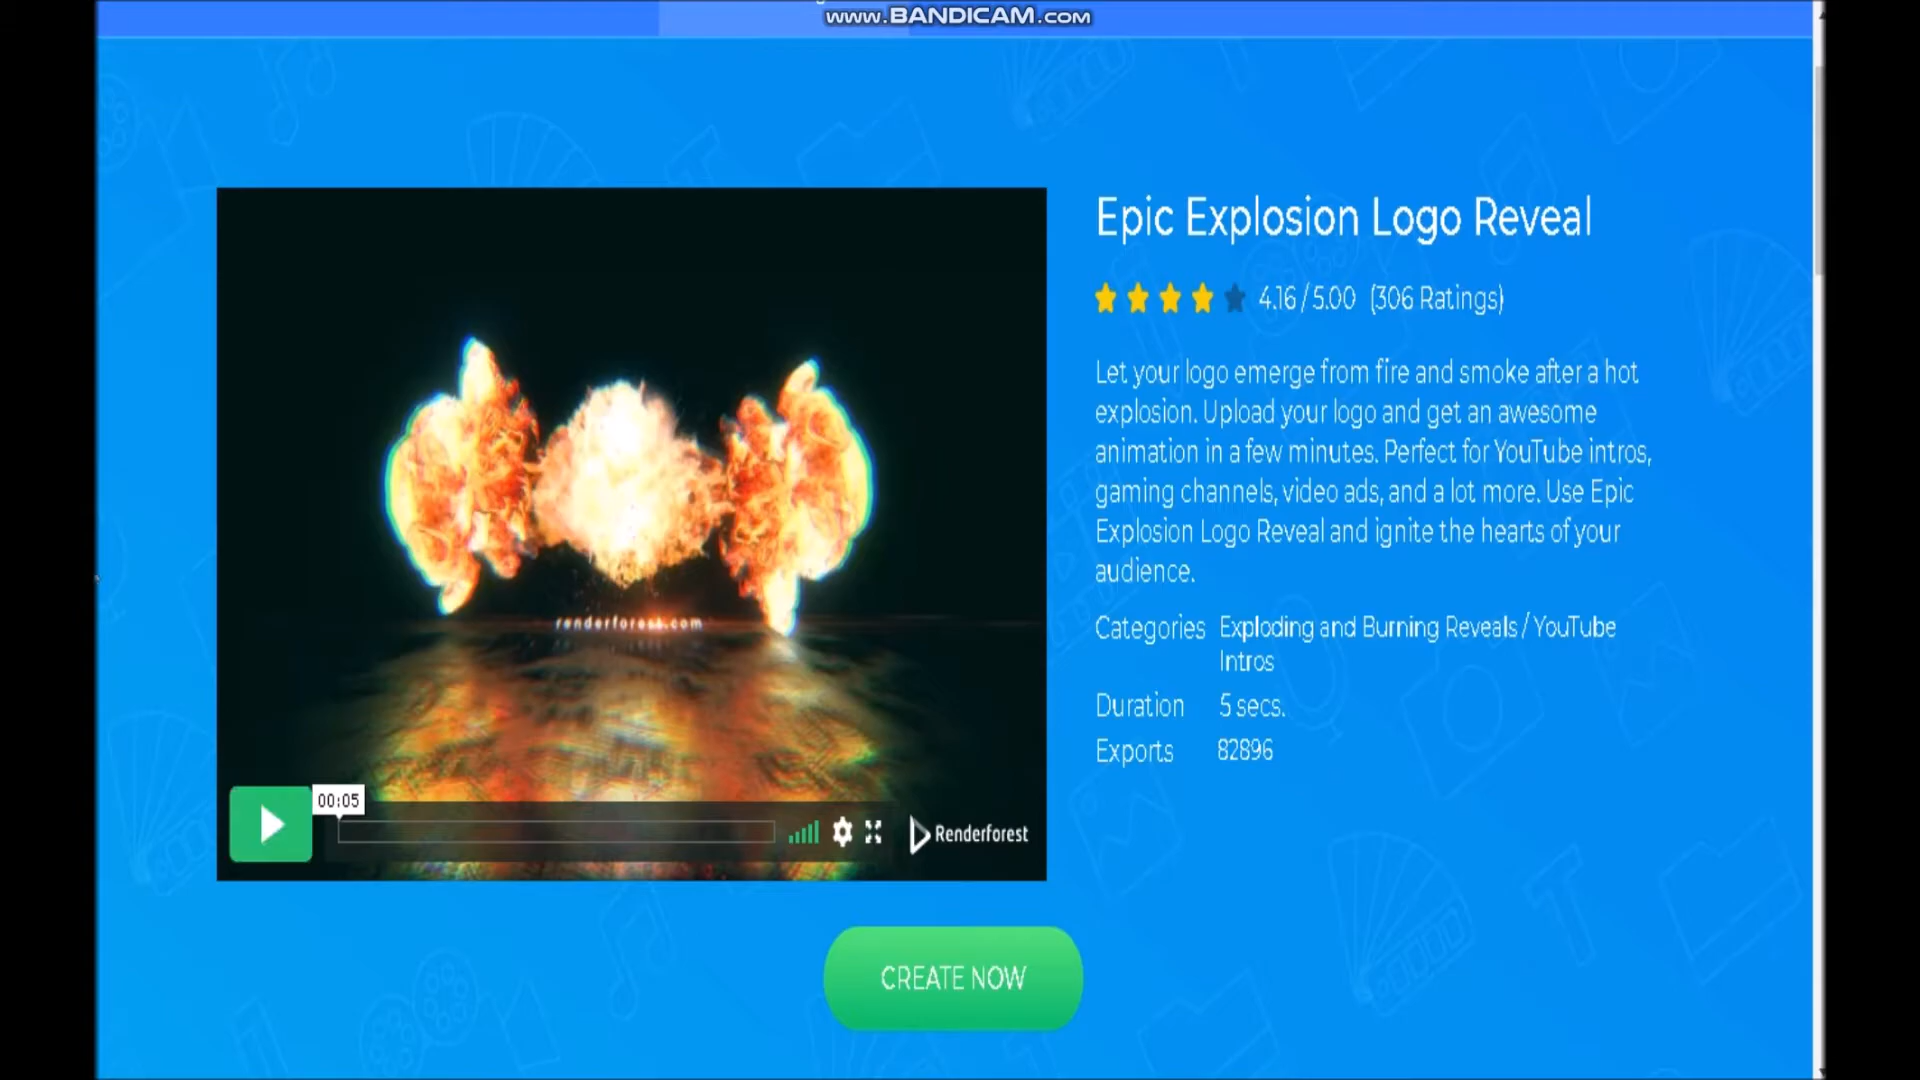 www.BANDICAM.com
Epic Explosion Logo Reveal
4.16 / 5.00 (306 Ratings)
Let your logo emerge from fire and smoke after a hot
explosion. Upload your logo and get an awesome
animation in a few minutes. Perfect for YouTube intros,
gaming channels, video ads, and a lot more. Use Epic
Explosion Logo Reveal and ignite the hearts of your
audience.
Categories Exploding and Burning Reveals / YouTube
Intros
Duration 5 secs.
Exports 82896
renderforest.com
00:05
Renderforest
CREATE NOW